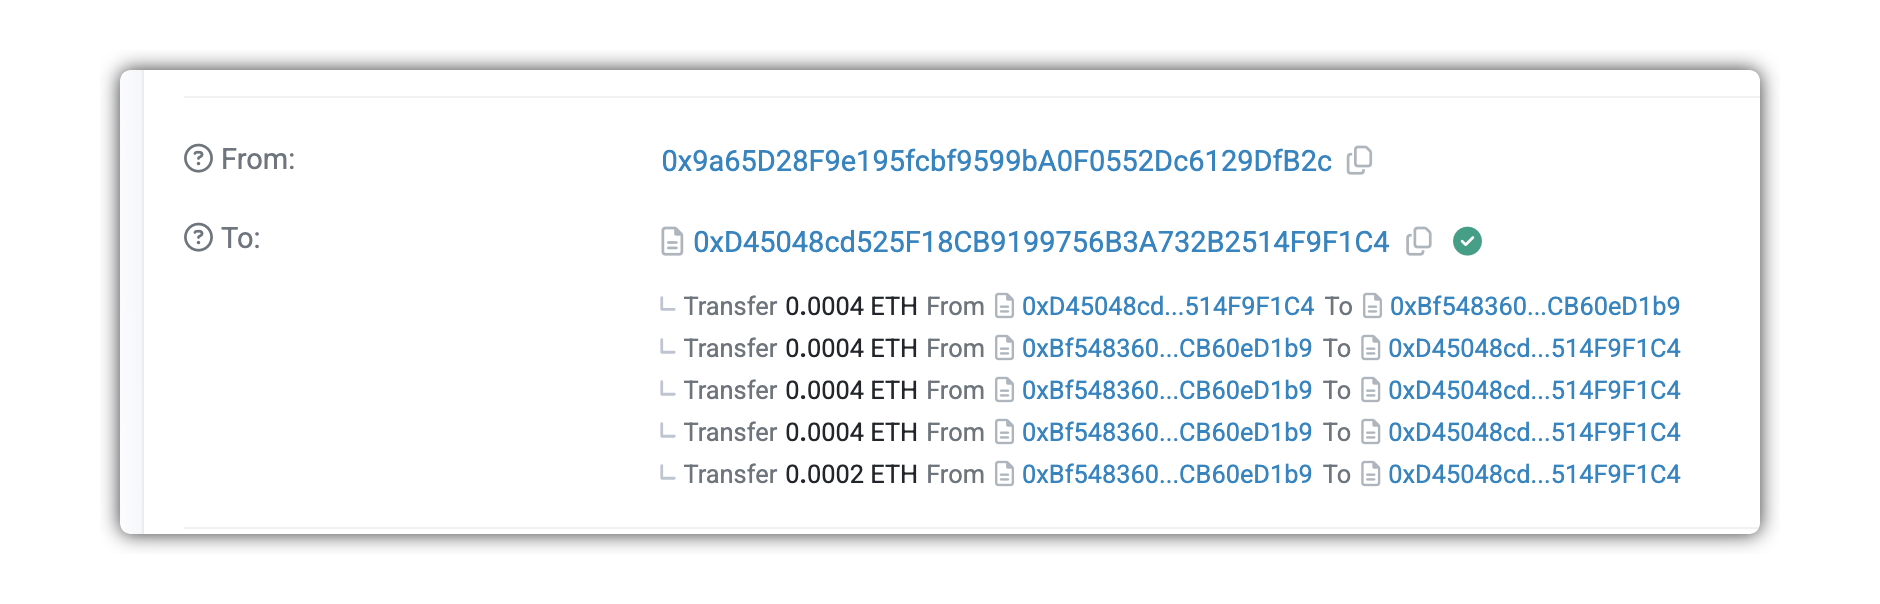 From:
0x9a65D28F9e195fcbf9599bA0F0552Dc6129DfB2c
To:
0xD45048cd525F18CB9199756B3A732B2514F9F1C4
Transfer 0.0004 ETH From 0xD45048cd...514F9F1C4 To 0xBf548360...CB60eD1b9
Transfer 0.0004 ETH From 0xBf548360...CB60eD1b9 To 0xD45048cd...514F9F1C4
Transfer 0.0004 ETH From 0xBf548360...CB60eD1b9 To 0xD45048cd...514F9F1C4
Transfer 0.0004 ETH From 0xBf548360...CB60eD1b9 To 0xD45048cd...514F9F1C4
Transfer 0.0002 ETH From 0xBf548360...CB60eD1b9 To 0xD45048cd...514F9F1C4